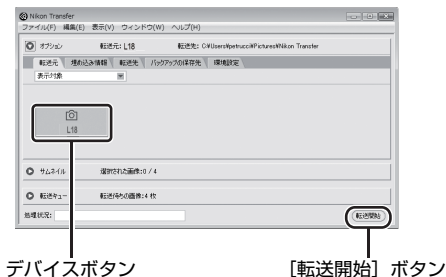 Nikon Transfer
ファイル(F) 編集(E) 表示(V) ウィンドウ(W) ヘルプ(H)
オプション 転送元: L18 転送先: C:¥Users¥petrucci¥Pictures¥Nikon Transfer
転送元 埋め込み情報 転送先 バックアップの保存先 環境設定
表示対象
L18
サムネイル 選択された画像:0 / 4
転送キュー 転送待ちの画像:4 枚
処理状況: 転送開始
デバイスボタン [転送開始] ボタン